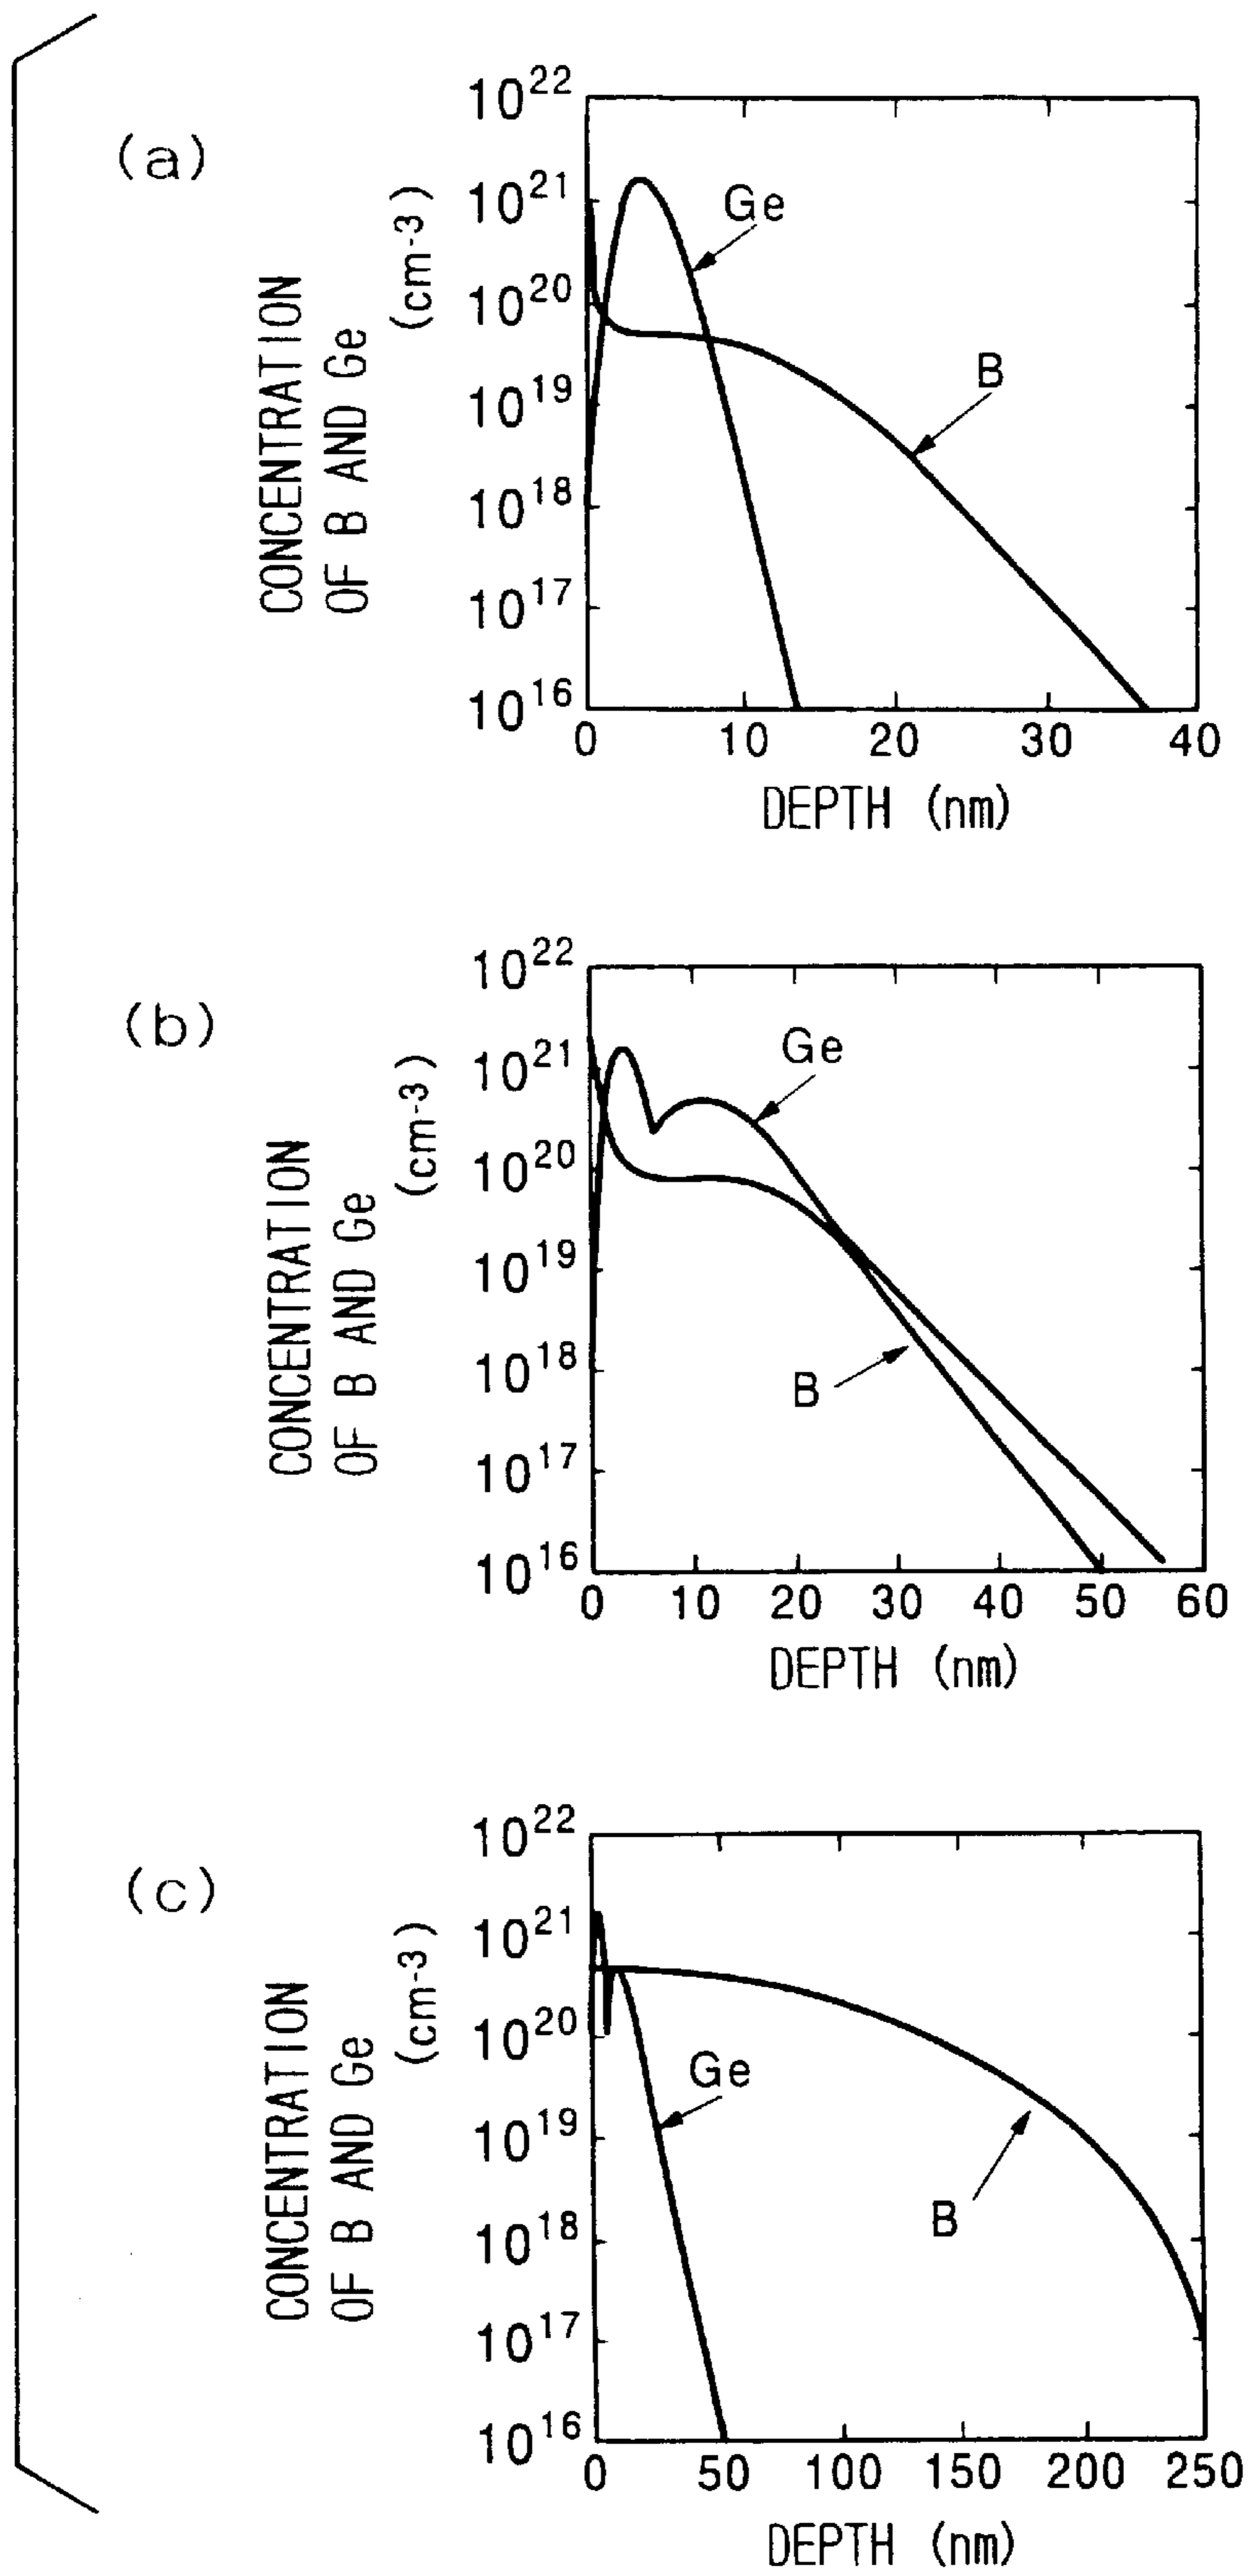 (a)
CONCENTRATION
OF B AND Ge
(cm-3)
10^22
10^21
10^20
10^19
10^18
10^17
10^16
Ge
B
0 10 20 30 40
DEPTH (nm)
(b)
CONCENTRATION
OF B AND Ge
(cm-3)
10^22
10^21
10^20
10^19
10^18
10^17
10^16
Ge
B
0 10 20 30 40 50 60
DEPTH (nm)
(c)
CONCENTRATION
OF B AND Ge
(cm-3)
10^22
10^21
10^20
10^19
10^18
10^17
10^16
Ge
B
0 50 100 150 200 250
DEPTH (nm)